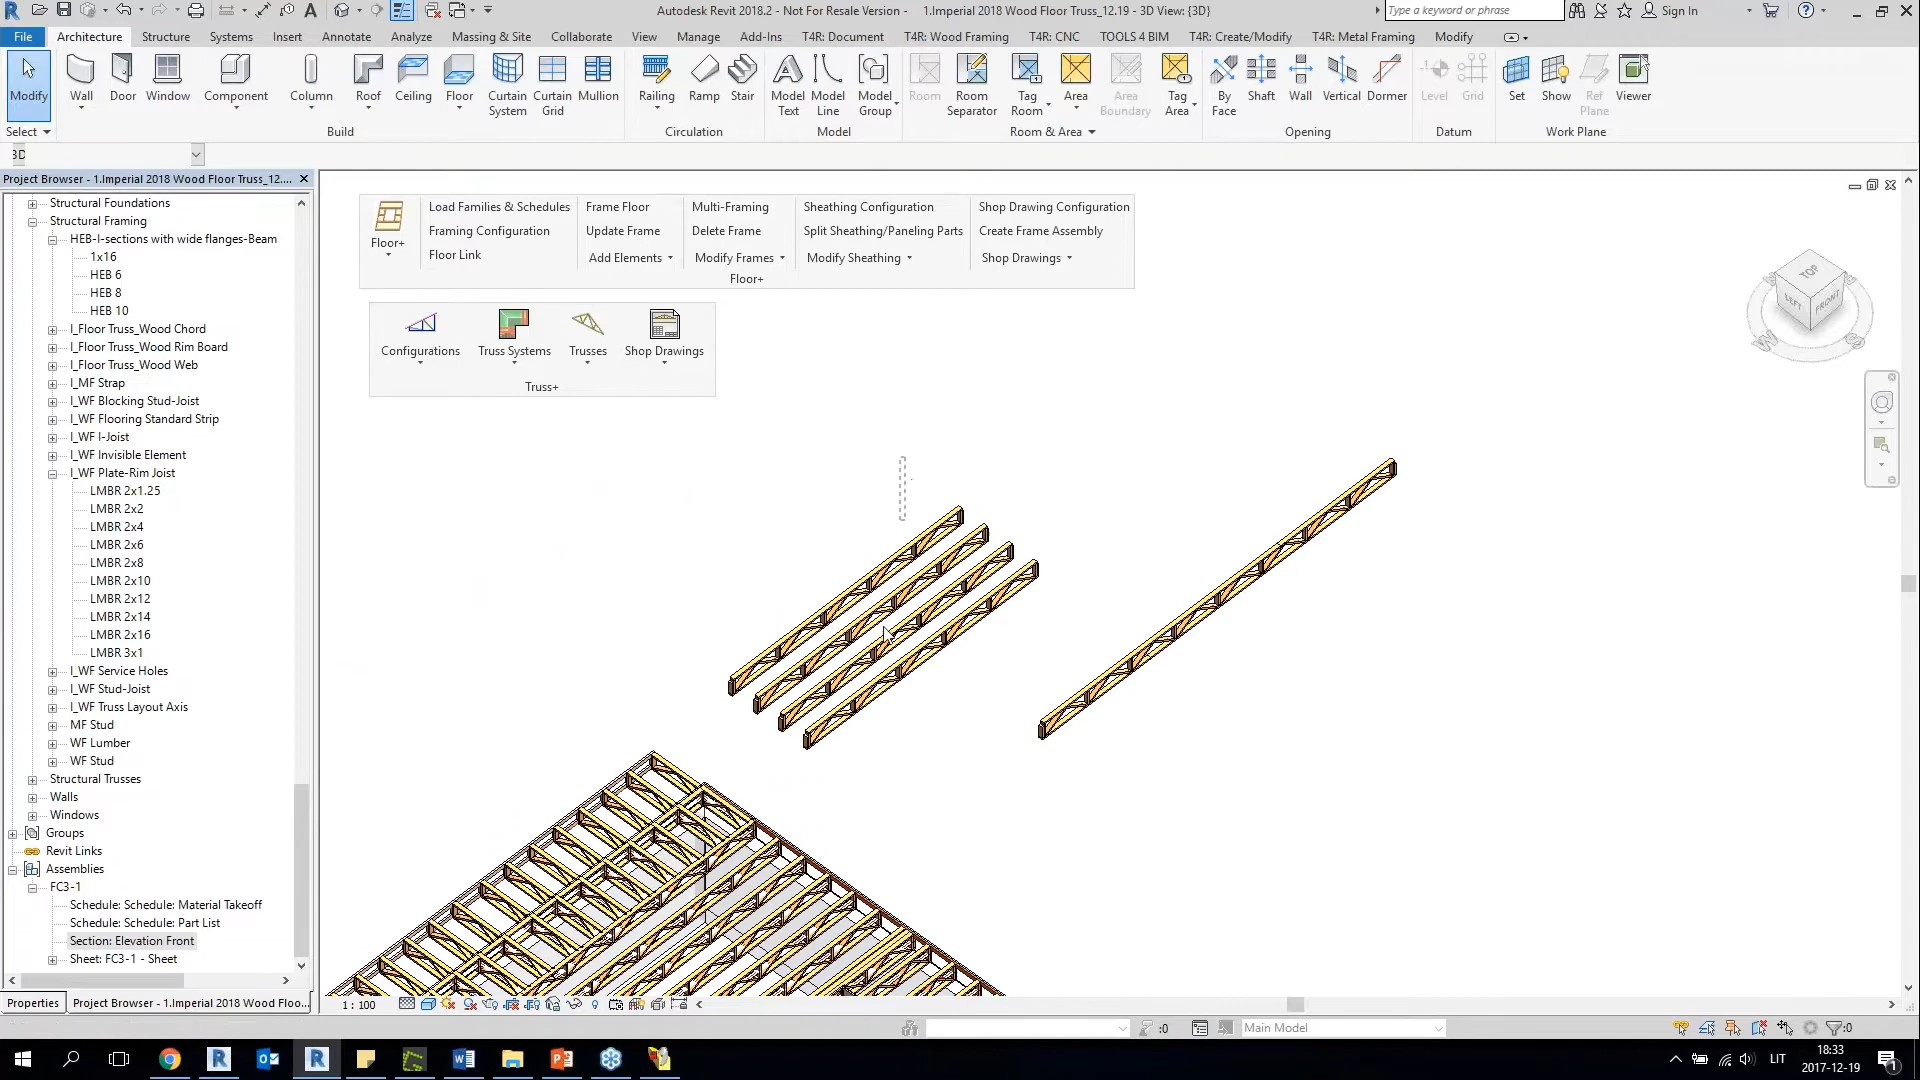 Autodesk Revit 2018.2 - Not For Resale Version - 1.Imperial 2018 Wood Floor Truss_12.19 - 3D View: {3D}
Type a keyword or phrase
Sign In
File Architecture Structure Systems Insert Annotate Analyze Massing & Site Collaborate View Manage Add-Ins T4R: Document T4R: Wood Framing T4R: CNC TOOLS 4 BIM T4R: Create/Modify T4R: Metal Framing Modify
Modify Wall Door Window Component Column Roof Ceiling Floor Curtain System Curtain Grid Mullion Railing Ramp Stair Model Text Model Line Model Group Room Room Separator Tag Room Area Area Boundary Tag Area By Face Shaft Wall Vertical Dormer Level Grid Set Show Ref Plane Viewer
Select Build Circulation Model Room & Area Opening Datum Work Plane
3D
Project Browser - 1.Imperial 2018 Wood Floor Truss_12....
Structural Foundations
Structural Framing
HEB-I-sections with wide flanges-Beam
1x16
HEB 6
HEB 8
HEB 10
I_Floor Truss_Wood Chord
I_Floor Truss_Wood Rim Board
I_Floor Truss_Wood Web
I_MF Strap
I_WF Blocking Stud-Joist
I_WF Flooring Standard Strip
I_WF I-Joist
I_WF Invisible Element
I_WF Plate-Rim Joist
LMBR 2x1.25
LMBR 2x2
LMBR 2x4
LMBR 2x6
LMBR 2x8
LMBR 2x10
LMBR 2x12
LMBR 2x14
LMBR 2x16
LMBR 3x1
I_WF Service Holes
I_WF Stud-Joist
I_WF Truss Layout Axis
MF Stud
WF Lumber
WF Stud
Structural Trusses
Walls
Windows
Groups
Revit Links
Assemblies
FC3-1
Schedule: Schedule: Material Takeoff
Schedule: Schedule: Part List
Section: Elevation Front
Sheet: FC3-1 - Sheet
Properties
Project Browser - 1.Imperial 2018 Wood Floo...
Floor+
Load Families & Schedules
Framing Configuration
Floor Link
Frame Floor
Update Frame
Add Elements
Multi-Framing
Delete Frame
Modify Frames
Sheathing Configuration
Split Sheathing/Paneling Parts
Modify Sheathing
Shop Drawing Configuration
Create Frame Assembly
Shop Drawings
Floor+
Configurations
Truss Systems
Trusses
Shop Drawings
Truss+
TOP
LEFT
FRONT
W
S
1 : 100
:0
Main Model
:0
LIT
18:33
2017-12-19
1